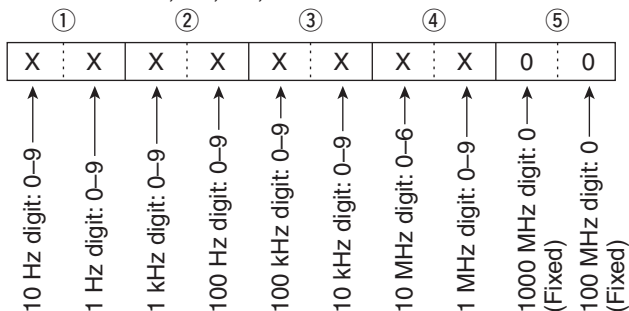 ① ② ③ ④ ⑤
X X X X X X X X 0 0
10 Hz digit: 0–9
1 Hz digit: 0–9
1 kHz digit: 0–9
100 Hz digit: 0–9
100 kHz digit: 0–9
10 kHz digit: 0–9
10 MHz digit: 0–6
1 MHz digit: 0–9
1000 MHz digit: 0
(Fixed)
100 MHz digit: 0
(Fixed)